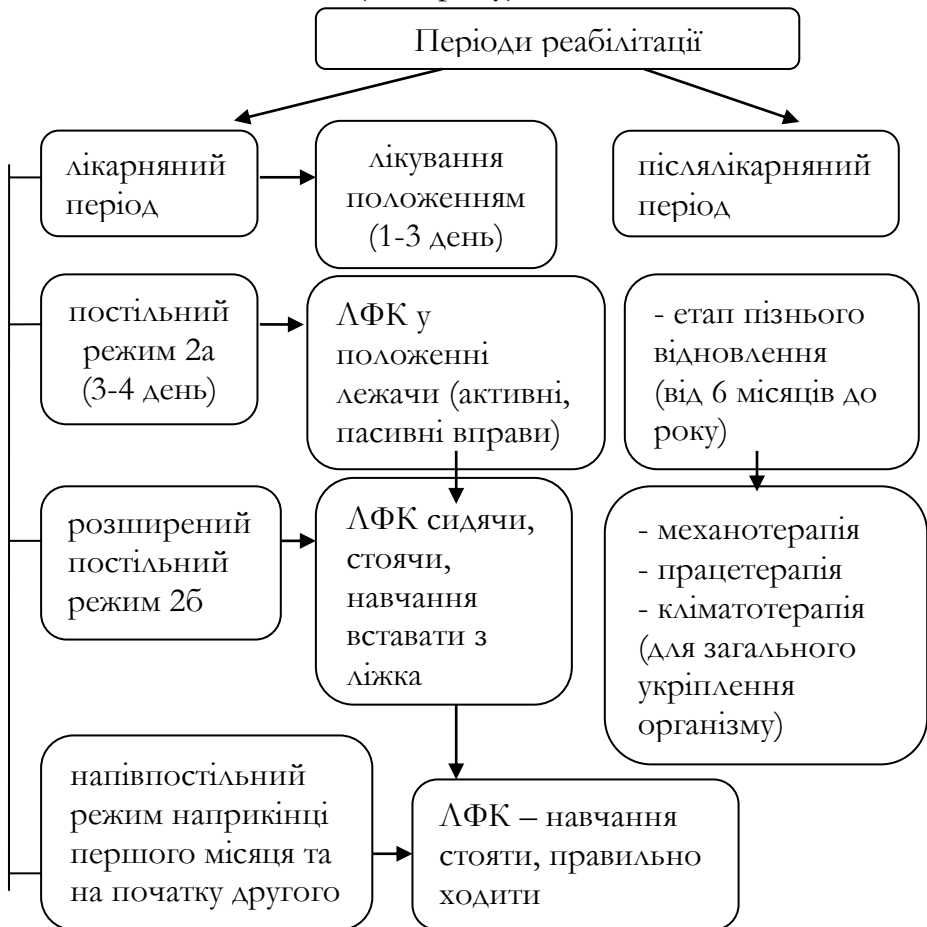 Періоди реабілітації
лікарняний
період
лікування
положенням
(1-3 день)
післялікарняний
період
постільний
режим 2а
(3-4 день)
ЛФК у
положенні
лежачи (активні,
пасивні вправи)
- етап пізнього
відновлення
(від 6 місяців до
року)
розширений
постільний
режим 2б
ЛФК сидячи,
стоячи,
навчання
вставати з
ліжка
- механотерапія
- працетерапія
- кліматотерапія
(для загального
укріплення
організму)
напівпостільний
режим наприкінці
першого місяця та
на початку другого
ЛФК – навчання
стояти, правильно
ходити